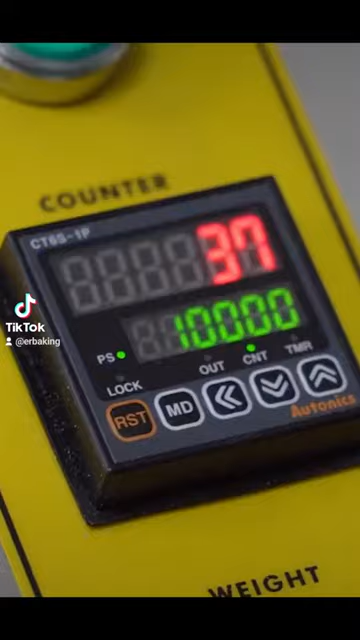 COUNTER
CT6S-1P
37
10000
PS
OUT CNT TMR
LOCK
RST MD
Autonics
WEIGHT
TikTok
@erbaking